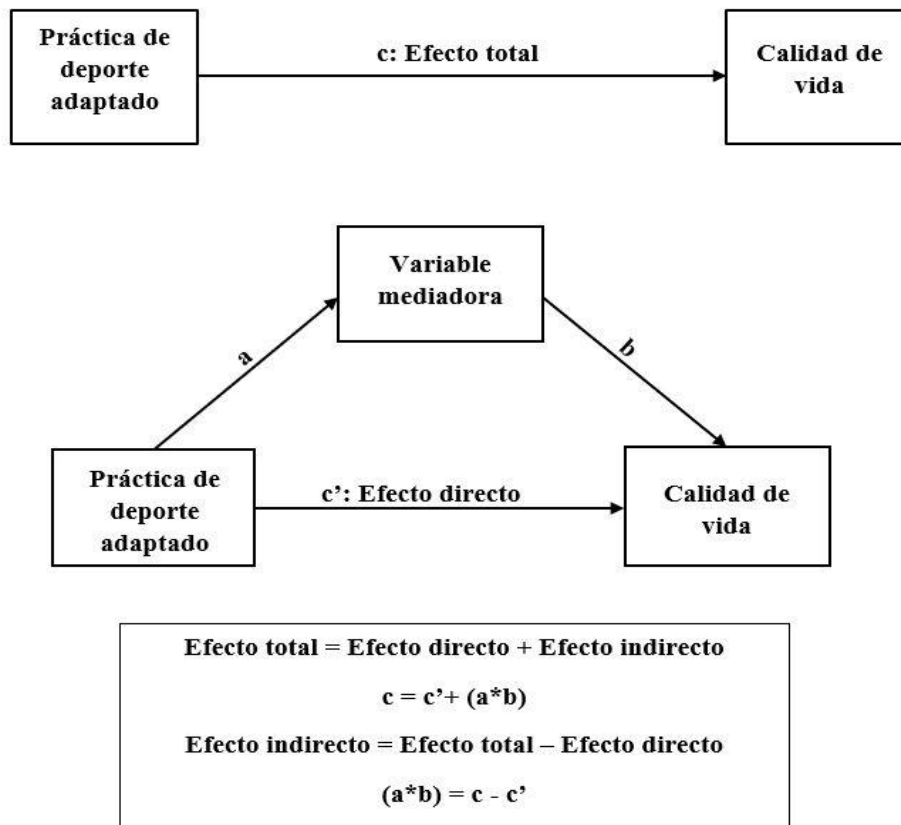 Práctica de
deporte
adaptado
c: Efecto total
Calidad de
vida
Variable
mediadora
a
b
Práctica de
deporte
adaptado
c’: Efecto directo
Calidad de
vida
Efecto total = Efecto directo + Efecto indirecto
c = c’+ (a*b)
Efecto indirecto = Efecto total – Efecto directo
(a*b) = c - c’